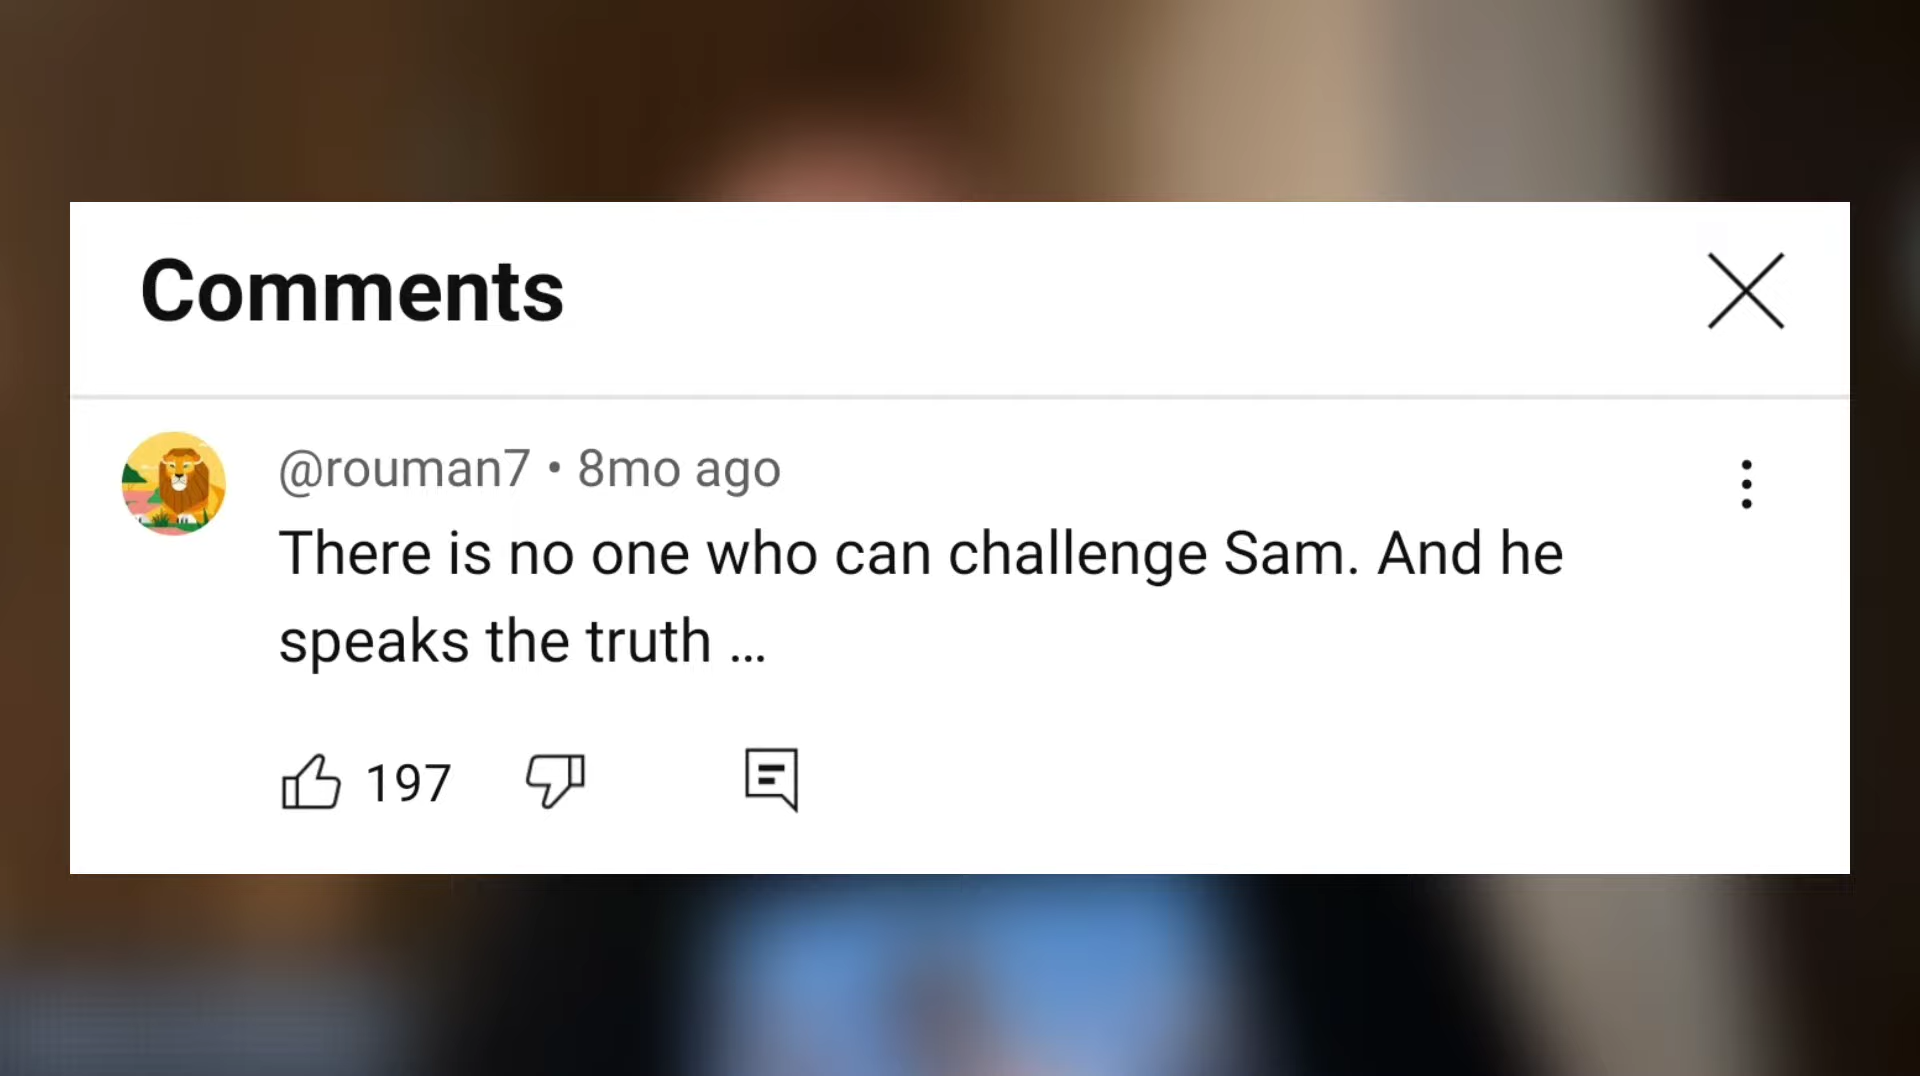 Comments
@rouman7 • 8mo ago
There is no one who can challenge Sam. And he
speaks the truth ...
197